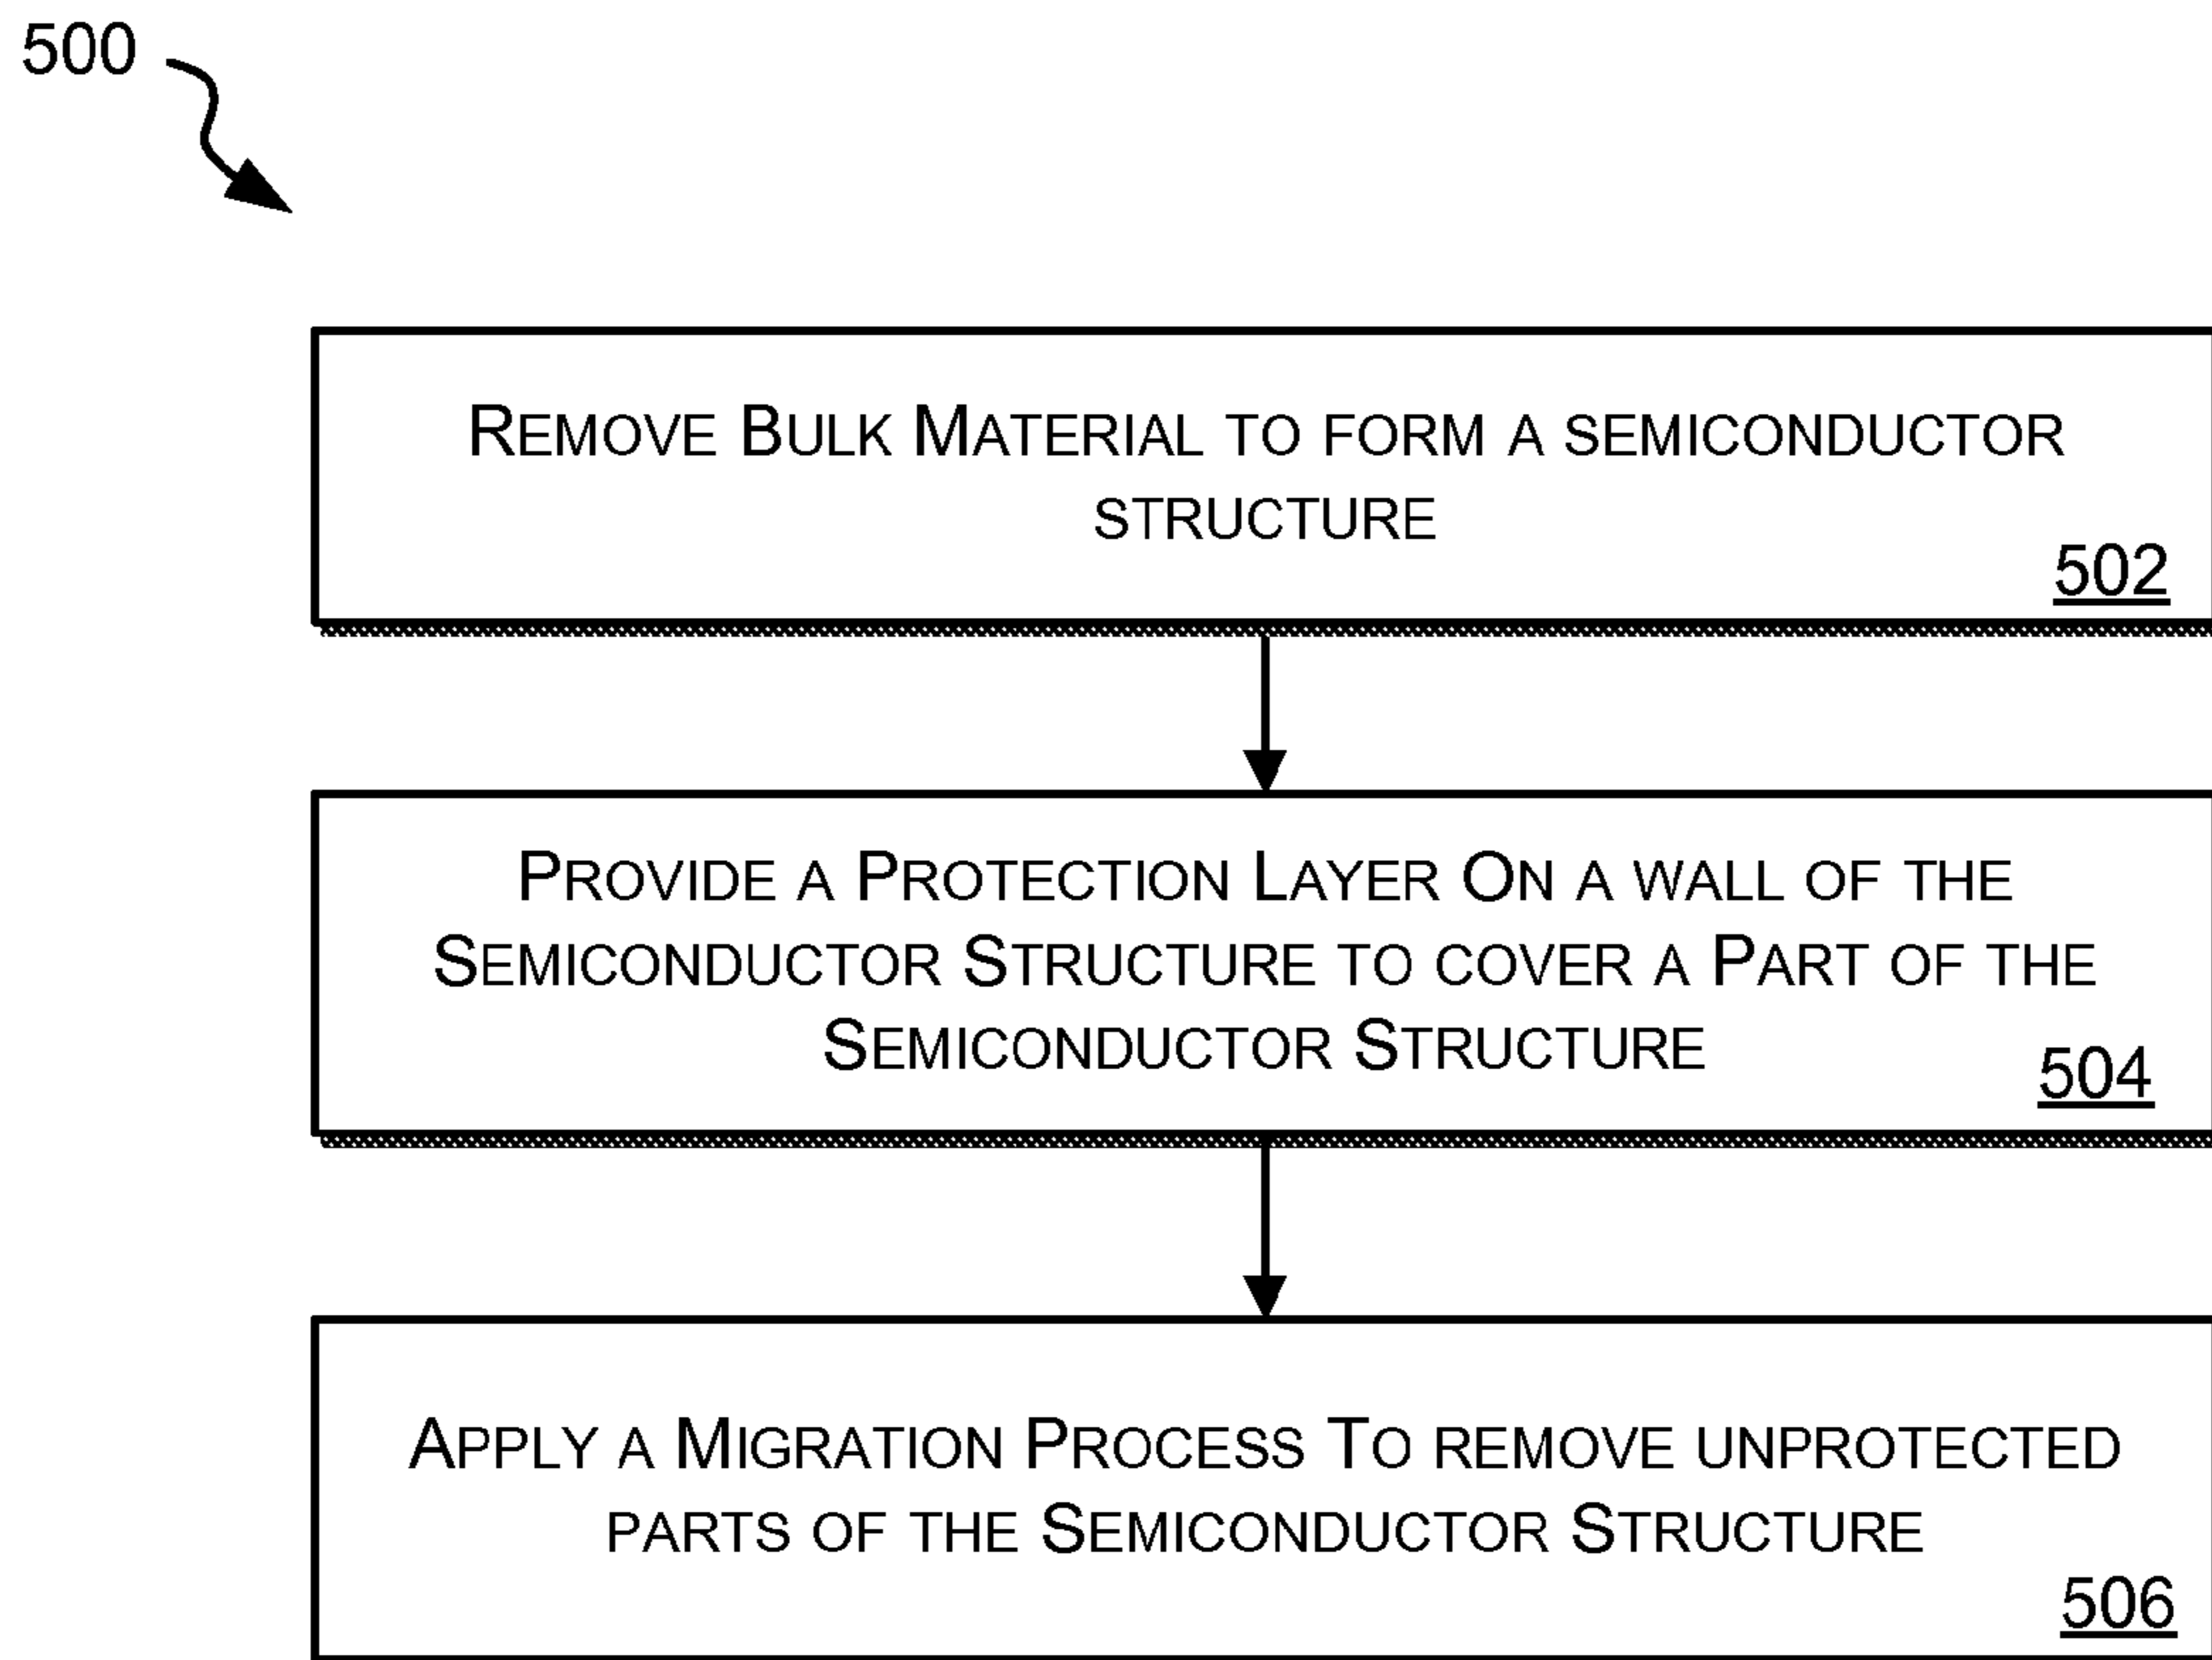 500
Remove Bulk Material to form a semiconductor
structure
502
Provide a Protection Layer On a wall of the
Semiconductor Structure to cover a Part of the
Semiconductor Structure
504
Apply a Migration Process To remove unprotected
parts of the Semiconductor Structure
506